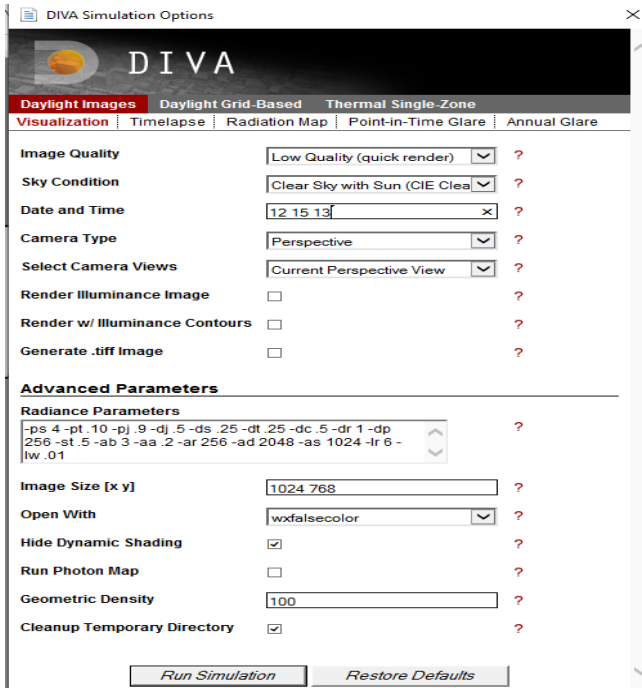 DIVA Simulation Options
DIVA
Daylight Images Daylight Grid-Based Thermal Single-Zone
Visualization Timelapse Radiation Map Point-in-Time Glare Annual Glare
Image Quality Low Quality (quick render) ?
Sky Condition Clear Sky with Sun (CIE Clea ?
Date and Time 12 15 13 ?
Camera Type Perspective ?
Select Camera Views Current Perspective View ?
Render Illuminance Image ?
Render w/ Illuminance Contours ?
Generate .tiff Image ?
Advanced Parameters
Radiance Parameters
-ps 4 -pt .10 -pj .9 -dj .5 -ds .25 -dt .25 -dc .5 -dr 1 -dp ?
256 -st .5 -ab 3 -aa .2 -ar 256 -ad 2048 -as 1024 -lr 6 -
lw .01
Image Size [x y] 1024 768 ?
Open With wxfalsecolor ?
Hide Dynamic Shading ?
Run Photon Map ?
Geometric Density 100 ?
Cleanup Temporary Directory ?
Run Simulation Restore Defaults